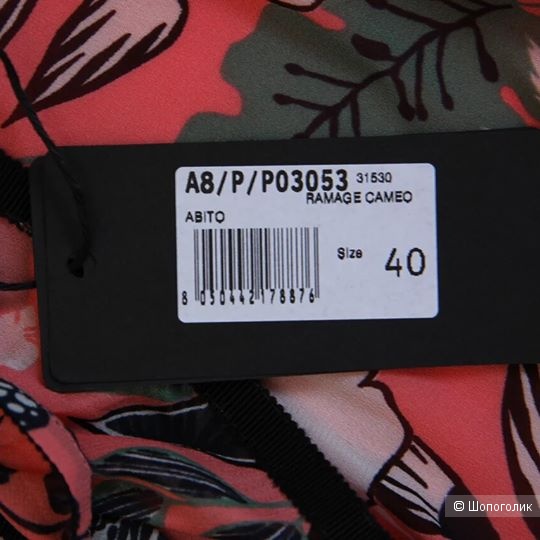 A8/P/P03053 31530
RAMAGE CAMEO
ABITO
Size 40
8 050442 178876
© Шопоголик